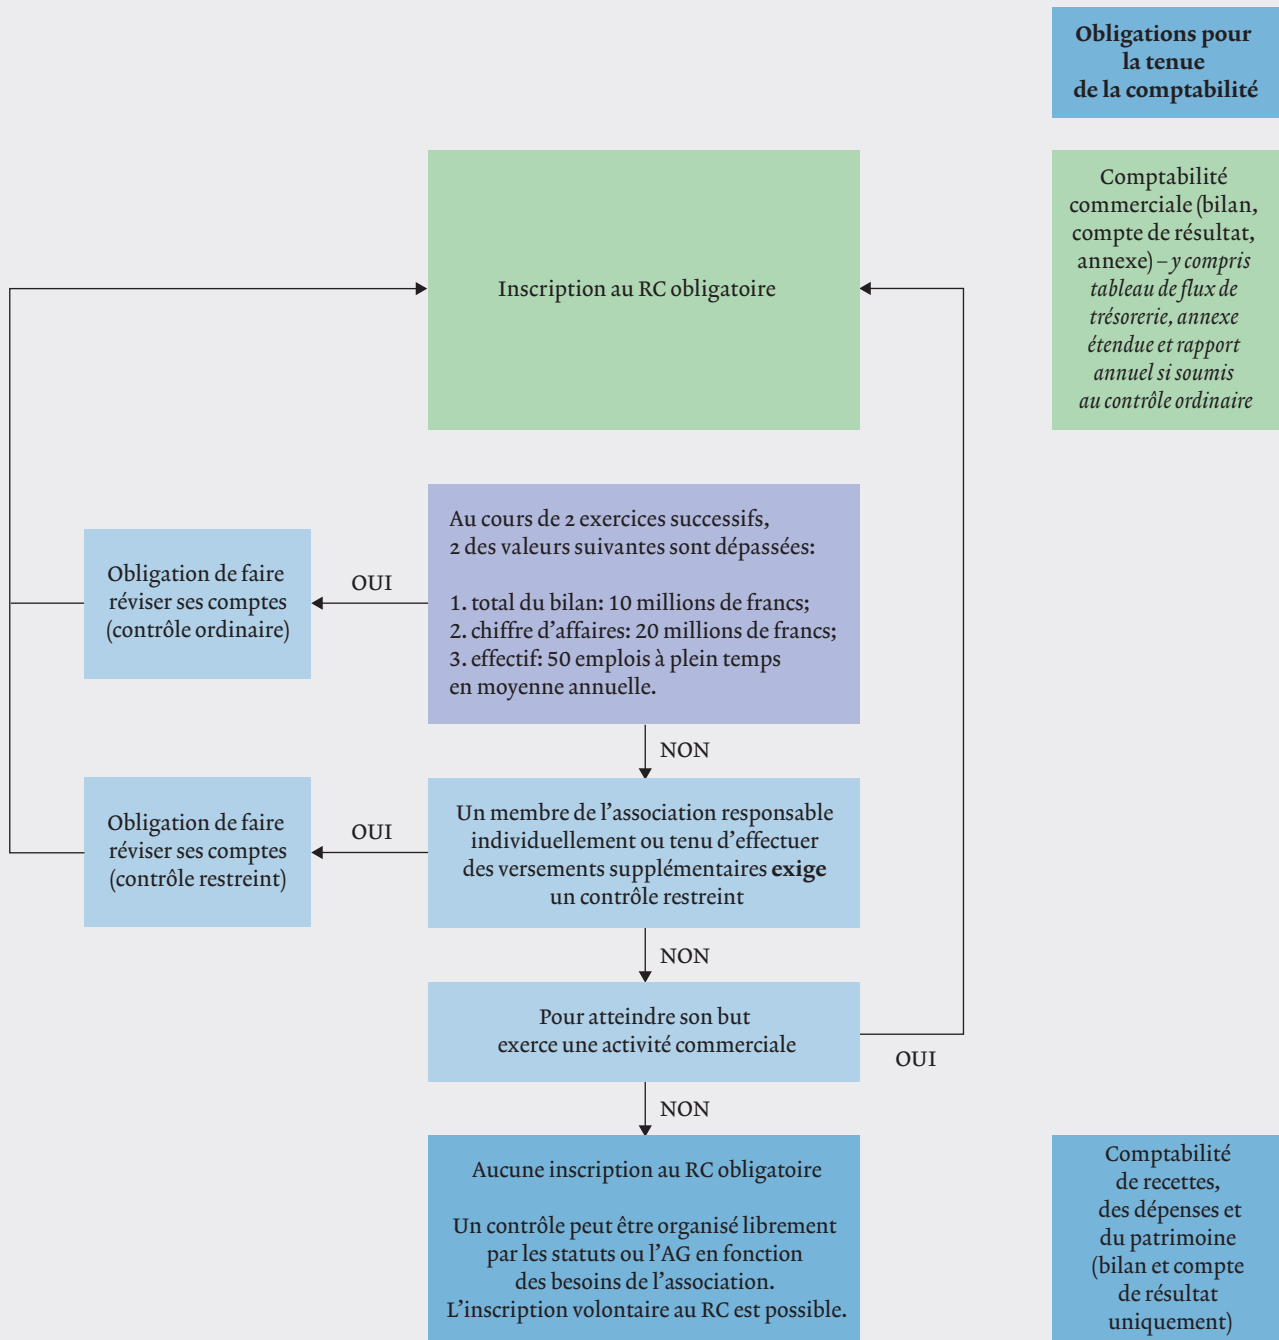 Obligations pour
la tenue
de la comptabilité
Inscription au RC obligatoire
Comptabilité
commerciale (bilan,
compte de résultat,
annexe) – y compris
tableau de flux de
trésorerie, annexe
étendue et rapport
annuel si soumis
au contrôle ordinaire
Au cours de 2 exercices successifs,
2 des valeurs suivantes sont dépassées:
1. total du bilan: 10 millions de francs;
2. chiffre d’affaires: 20 millions de francs;
3. effectif: 50 emplois à plein temps
en moyenne annuelle.
OUI
Obligation de faire
réviser ses comptes
(contrôle ordinaire)
NON
Un membre de l’association responsable
individuellement ou tenu d’effectuer
des versements supplémentaires exige
un contrôle restreint
OUI
Obligation de faire
réviser ses comptes
(contrôle restreint)
NON
Pour atteindre son but
exerce une activité commerciale
OUI
NON
Aucune inscription au RC obligatoire
Un contrôle peut être organisé librement
par les statuts ou l’AG en fonction
des besoins de l’association.
L’inscription volontaire au RC est possible.
Comptabilité
de recettes,
des dépenses et
du patrimoine
(bilan et compte
de résultat
uniquement)